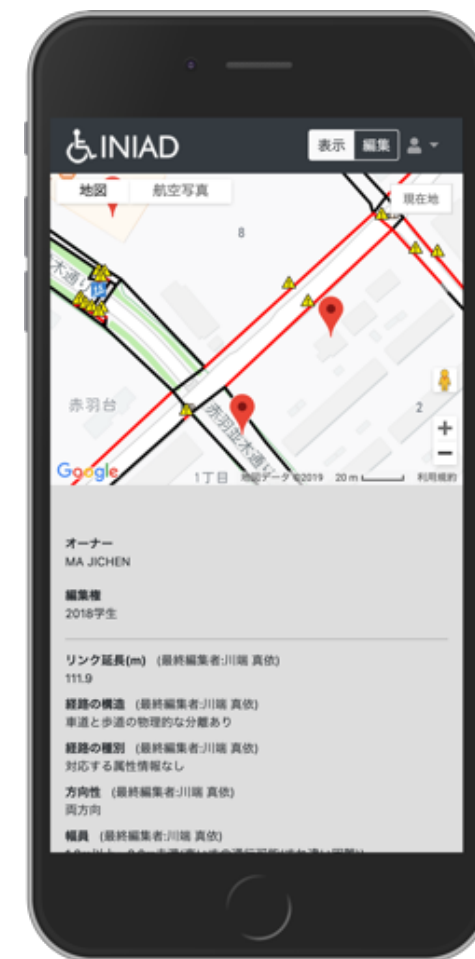 INIAD
表示 編集
地図 航空写真
現在地
8
15
赤羽台
赤羽並木通り
2
Google
1丁目 地図データ ©2019 20 m 利用規約
オーナー
MA JICHEN
編集権
2018学生
リンク延長(m) (最終編集者:川端 真依)
111.9
経路の構造 (最終編集者:川端 真依)
車道と歩道の物理的な分離あり
経路の種別 (最終編集者:川端 真依)
対応する属性情報なし
方向性 (最終編集者:川端 真依)
両方向
幅員 (最終編集者:川端 真依)